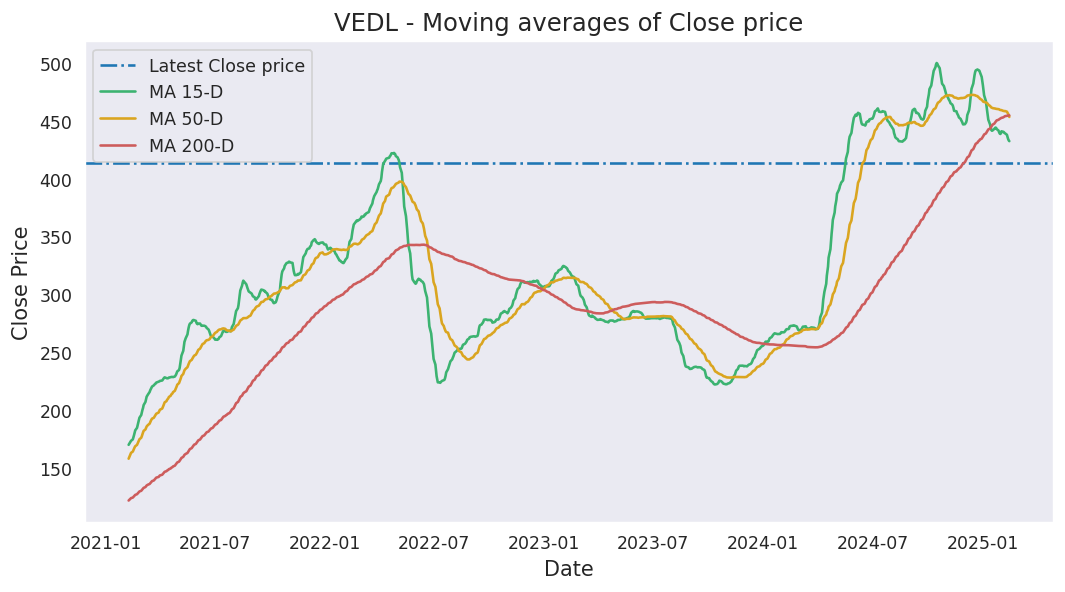 VEDL - Moving averages of Close price
Latest Close price
MA 15-D
MA 50-D
MA 200-D
500
450
400
350
300
250
200
150
Close Price
2021-01 2021-07 2022-01 2022-07 2023-01 2023-07 2024-01 2024-07 2025-01
Date